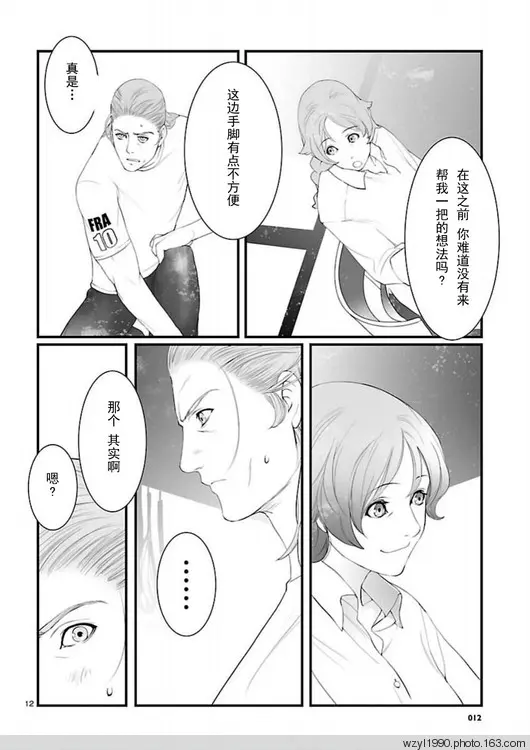 在这之前 你难道没有来
帮我一把的想法吗？
这边手脚有点不方便
真是…
FRA
10
……
那个 其实啊
嗯？
12
012
wzyl1990.photo.163.com